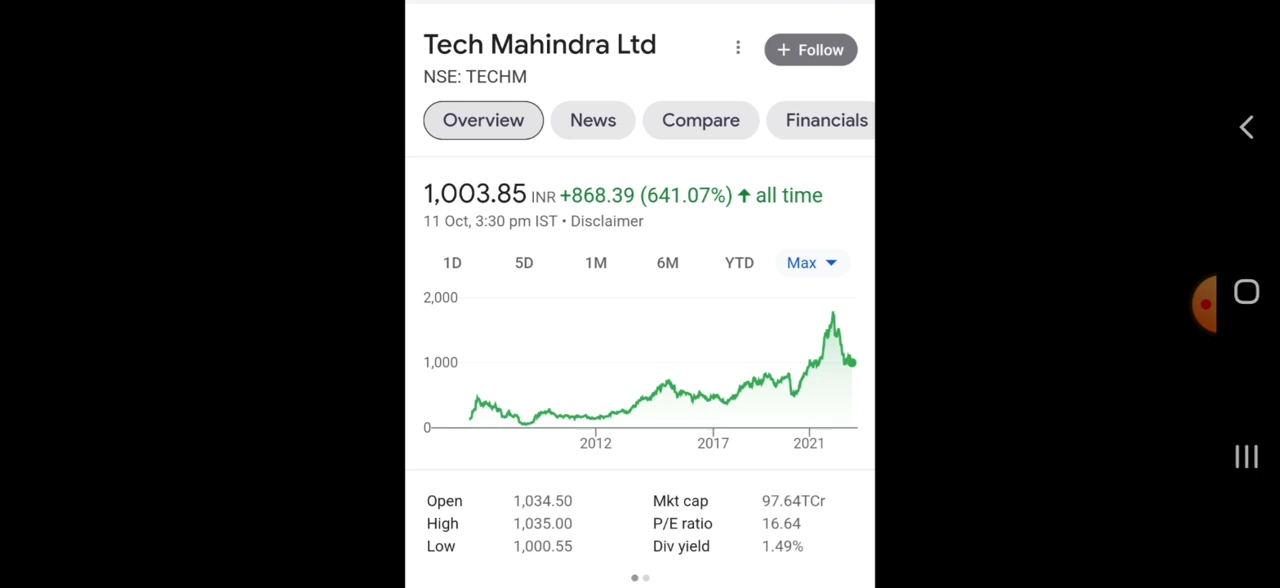 Tech Mahindra Ltd
+ Follow
NSE: TECHM
Overview News Compare Financials
1,003.85 INR +868.39 (641.07%) ↑ all time
11 Oct, 3:30 pm IST • Disclaimer
1D 5D 1M 6M YTD Max
2,000
1,000
0
2012 2017 2021
Open 1,034.50 Mkt cap 97.64TCr
High 1,035.00 P/E ratio 16.64
Low 1,000.55 Div yield 1.49%